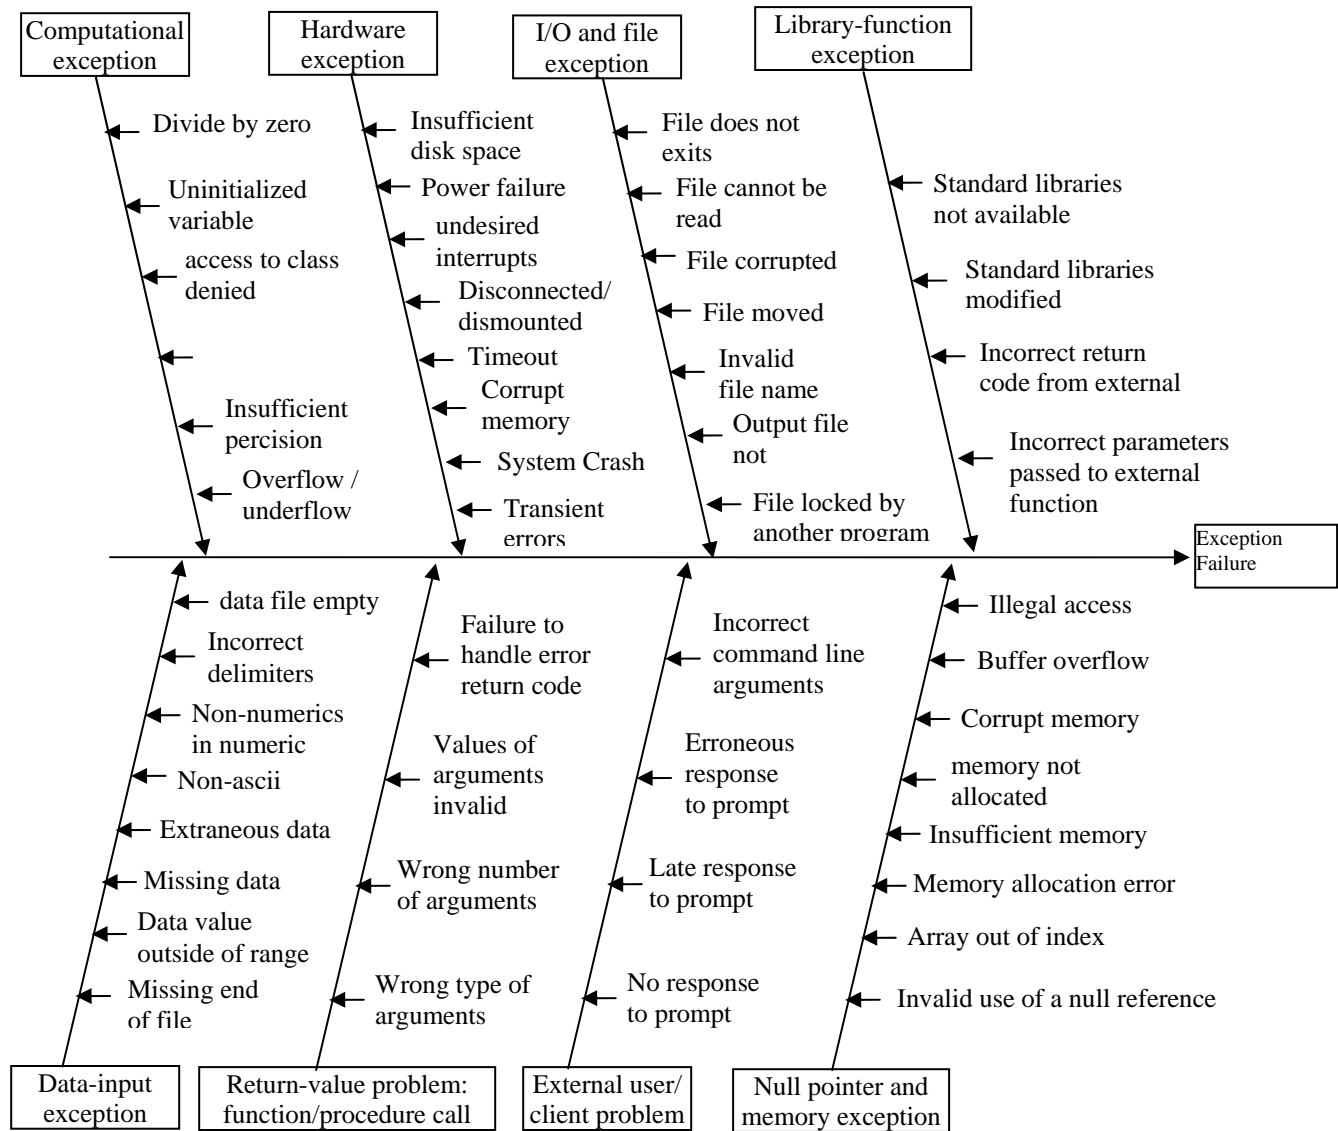 Computational
exception
Divide by zero
Uninitialized
variable
access to class
denied
Insufficient
percision
Overflow /
underflow
Hardware
exception
Insufficient
disk space
Power failure
undesired
interrupts
Disconnected/
dismounted
Timeout
Corrupt
memory
System Crash
Transient
errors
I/O and file
exception
File does not
exits
File cannot be
read
File corrupted
File moved
Invalid
file name
Output file
not
File locked by
another program
Library-function
exception
Standard libraries
not available
Standard libraries
modified
Incorrect return
code from external
Incorrect parameters
passed to external
function
Exception
Failure
data file empty
Incorrect
delimiters
Non-numerics
in numeric
Non-ascii
Extraneous data
Missing data
Data value
outside of range
Missing end
of file
Data-input
exception
Failure to
handle error
return code
Values of
arguments
invalid
Wrong number
of arguments
Wrong type of
arguments
Return-value problem:
function/procedure call
Incorrect
command line
arguments
Erroneous
response
to prompt
Late response
to prompt
No response
to prompt
External user/
client problem
Illegal access
Buffer overflow
Corrupt memory
memory not
allocated
Insufficient memory
Memory allocation error
Array out of index
Invalid use of a null reference
Null pointer and
memory exception